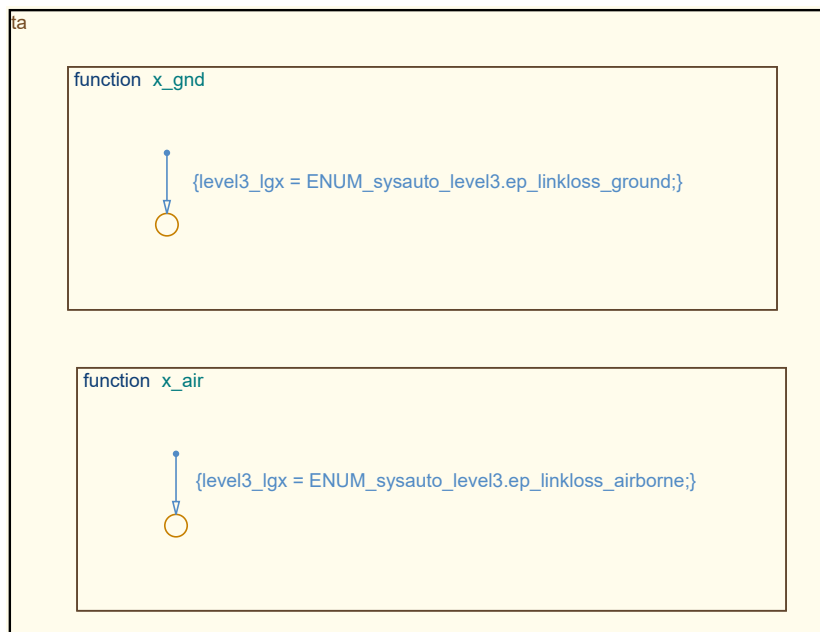 ta
function x_gnd
{level3_lgx = ENUM_sysauto_level3.ep_linkloss_ground;}
function x_air
{level3_lgx = ENUM_sysauto_level3.ep_linkloss_airborne;}